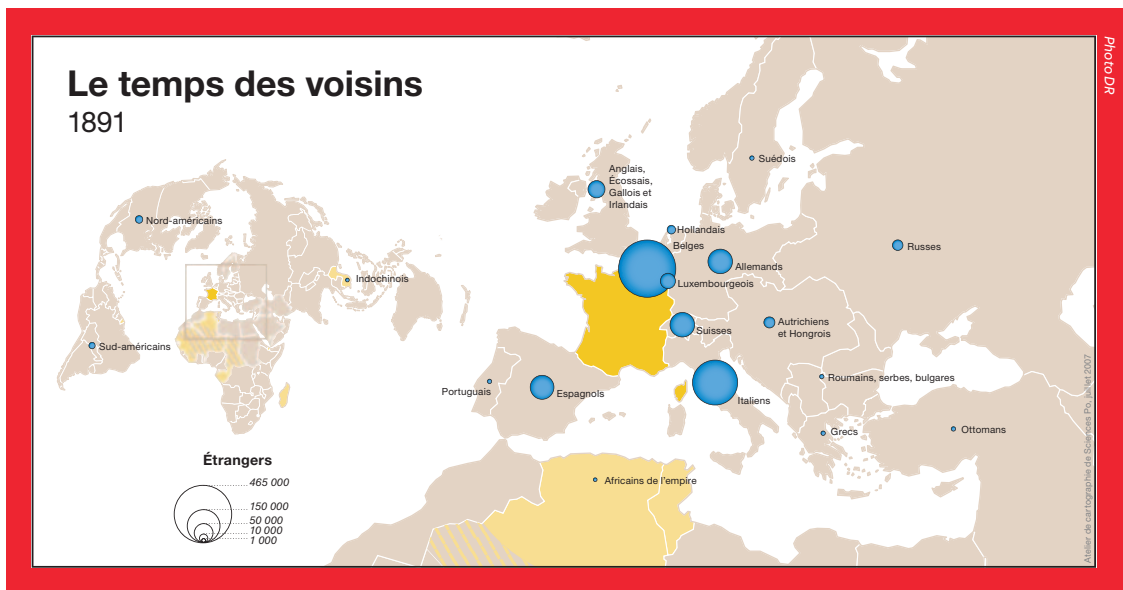 Le temps des voisins
1891
Photo DR
Suédois
Anglais,
Écossais,
Gallois et
Irlandais
Nord-américains
Hollandais
Belges
Russes
Allemands
Indochinois
Luxembourgeois
Suisses
Autrichiens
et Hongrois
Sud-américains
Roumains, serbes, bulgares
Portuguais
Espagnols
Italiens
Grecs
Ottomans
Étrangers
465 000
150 000
50 000
10 000
1 000
Africains de l'empire
Atelier de cartographie de Sciences Po, juillet 2007